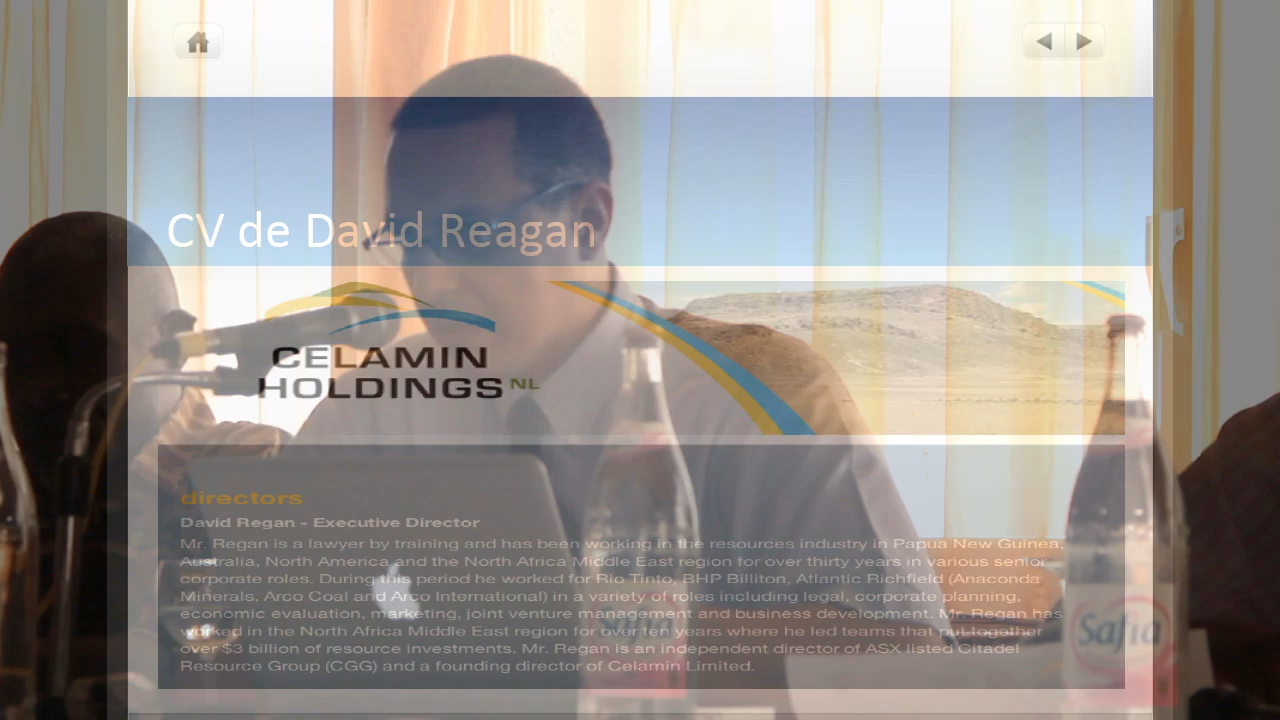 CV de David Reagan
CELAMIN
HOLDINGS NL
directors
David Regan - Executive Director
Mr. Regan is a lawyer by training and has been working in the resources industry in Papua New Guinea,
Australia, North America and the North Africa Middle East region for over thirty years in various senior
corporate roles. During this period he worked for Rio Tinto, BHP Billiton, Atlantic Richfield (Anaconda
Minerals, Arco Coal and Arco International) in a variety of roles including legal, corporate planning,
economic evaluation, marketing, joint venture management and business development. Mr. Regan has
worked in the North Africa Middle East region for over ten years where he led teams that put together
over $3 billion of resource investments. Mr. Regan is an independent director of ASX listed Citadel
Resource Group (CGG) and a founding director of Celamin Limited.
Safia
Safia